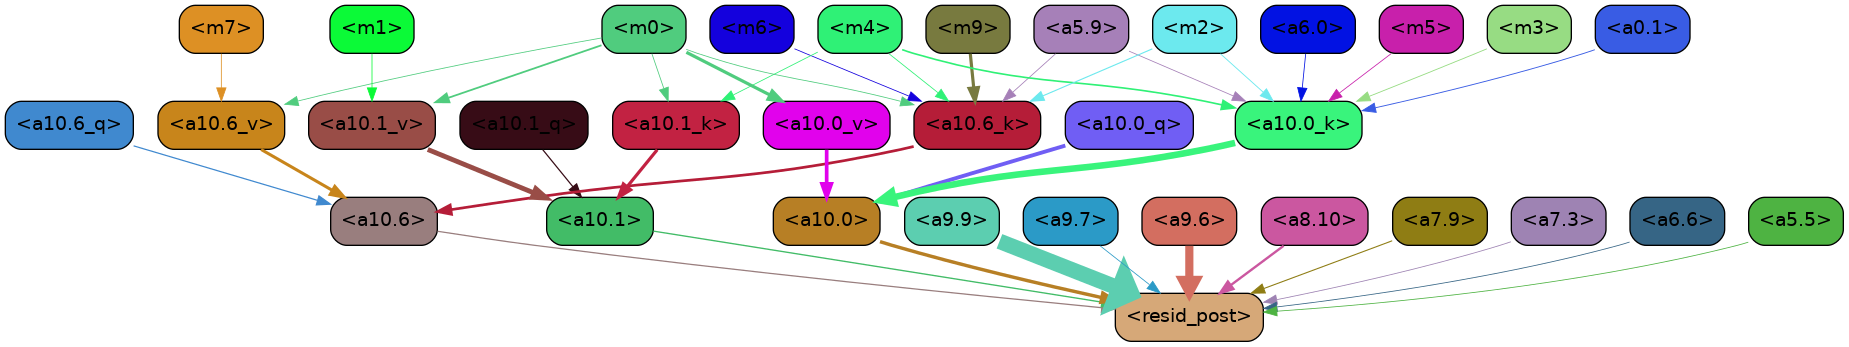 <m7> <m1> <m0> <m6> <m4> <m9> <a5.9> <m2> <a6.0> <m5> <m3> <a0.1>
<a10.6_q> <a10.6_v> <a10.1_v> <a10.1_q> <a10.1_k> <a10.0_v> <a10.6_k> <a10.0_q> <a10.0_k>
<a10.6> <a10.1> <a10.0> <a9.9> <a9.7> <a9.6> <a8.10> <a7.9> <a7.3> <a6.6> <a5.5>
<resid_post>